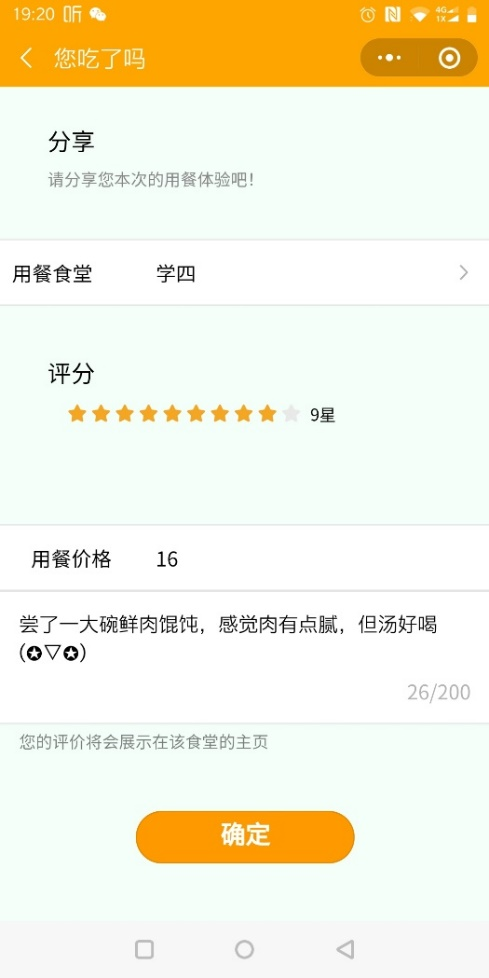 19:20 听
4G
1X
您吃了吗
分享
请分享您本次的用餐体验吧!
用餐食堂 学四
评分
9星
用餐价格 16
尝了一大碗鲜肉馄饨，感觉肉有点腻，但汤好喝
(✪▽✪)
26/200
您的评价将会展示在该食堂的主页
确定